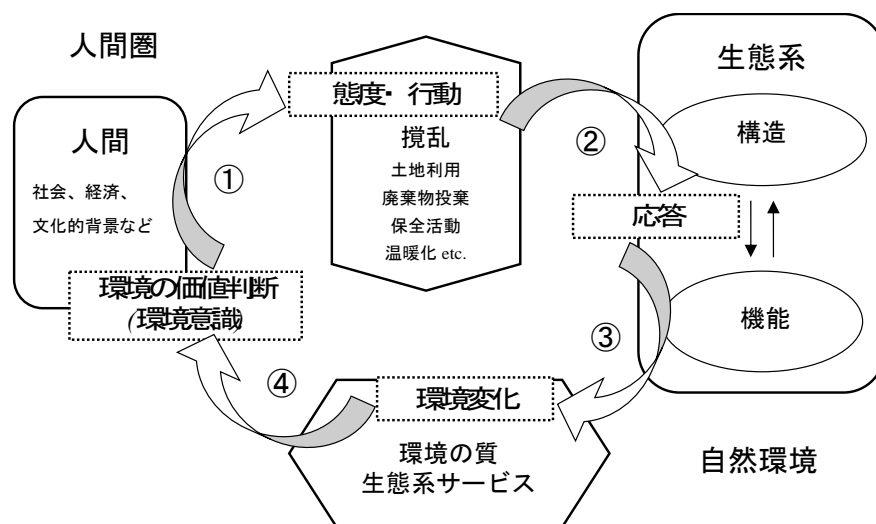 人間圏
人間
社会、経済、
文化的背景など
環境の価値判断
(環境意識)
①
態度・行動
撹乱
土地利用
廃棄物投棄
保全活動
温暖化 etc.
②
生態系
構造
応答
機能
③
自然環境
環境変化
環境の質
生態系サービス
④